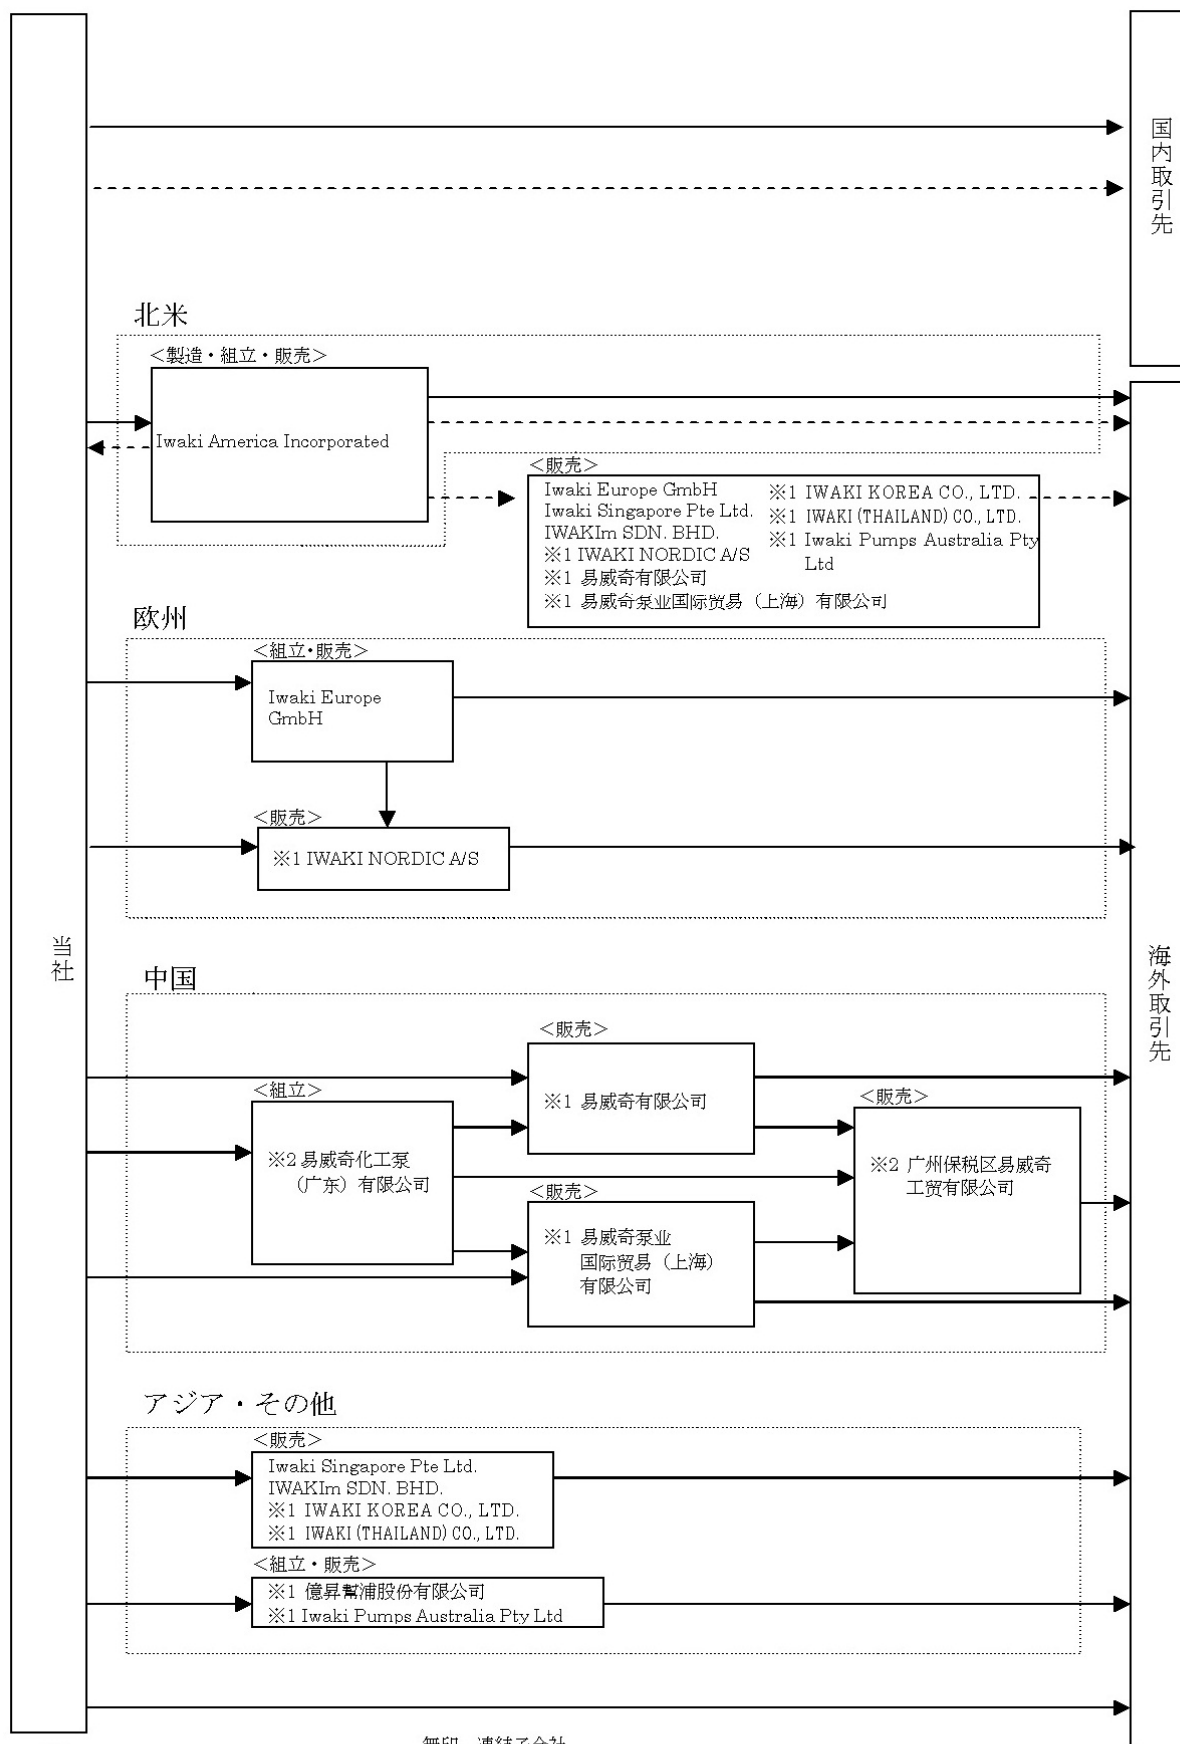 国内取引先
北米
＜製造・組立・販売＞
Iwaki America Incorporated
＜販売＞
Iwaki Europe GmbH
Iwaki Singapore Pte Ltd.
IWAKIm SDN. BHD.
※1 IWAKI NORDIC A/S
※1 易威奇有限公司
※1 易威奇泵业国际贸易（上海）有限公司
※1 IWAKI KOREA CO., LTD.
※1 IWAKI (THAILAND) CO., LTD.
※1 Iwaki Pumps Australia Pty
Ltd
欧州
＜組立・販売＞
Iwaki Europe
GmbH
＜販売＞
※1 IWAKI NORDIC A/S
当社
海外取引先
中国
＜販売＞
※1 易威奇有限公司
＜組立＞
※2 易威奇化工泵
（广东）有限公司
＜販売＞
※2 广州保税区易威奇
工贸有限公司
＜販売＞
※1 易威奇泵业
国际贸易（上海）
有限公司
アジア・その他
＜販売＞
Iwaki Singapore Pte Ltd.
IWAKIm SDN. BHD.
※1 IWAKI KOREA CO., LTD.
※1 IWAKI (THAILAND) CO., LTD.
＜組立・販売＞
※1 億昇幫浦股份有限公司
※1 Iwaki Pumps Australia Pty Ltd
無印 連結子会社